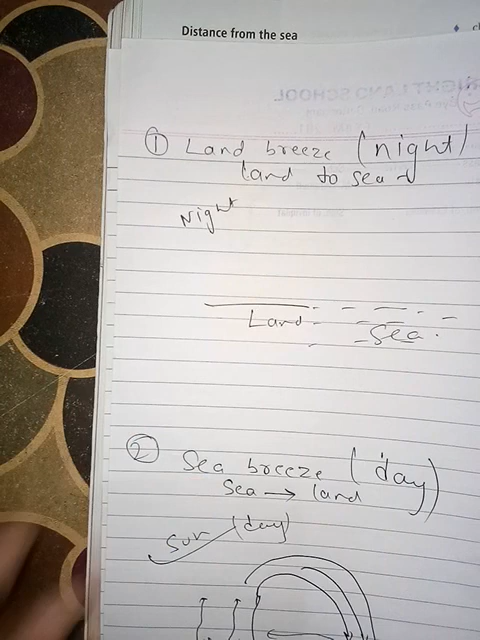 Distance from the sea
① Land breeze (night)
land to sea
Night
Land
Sea
② Sea breeze (day)
Sea → land
Sun (day)